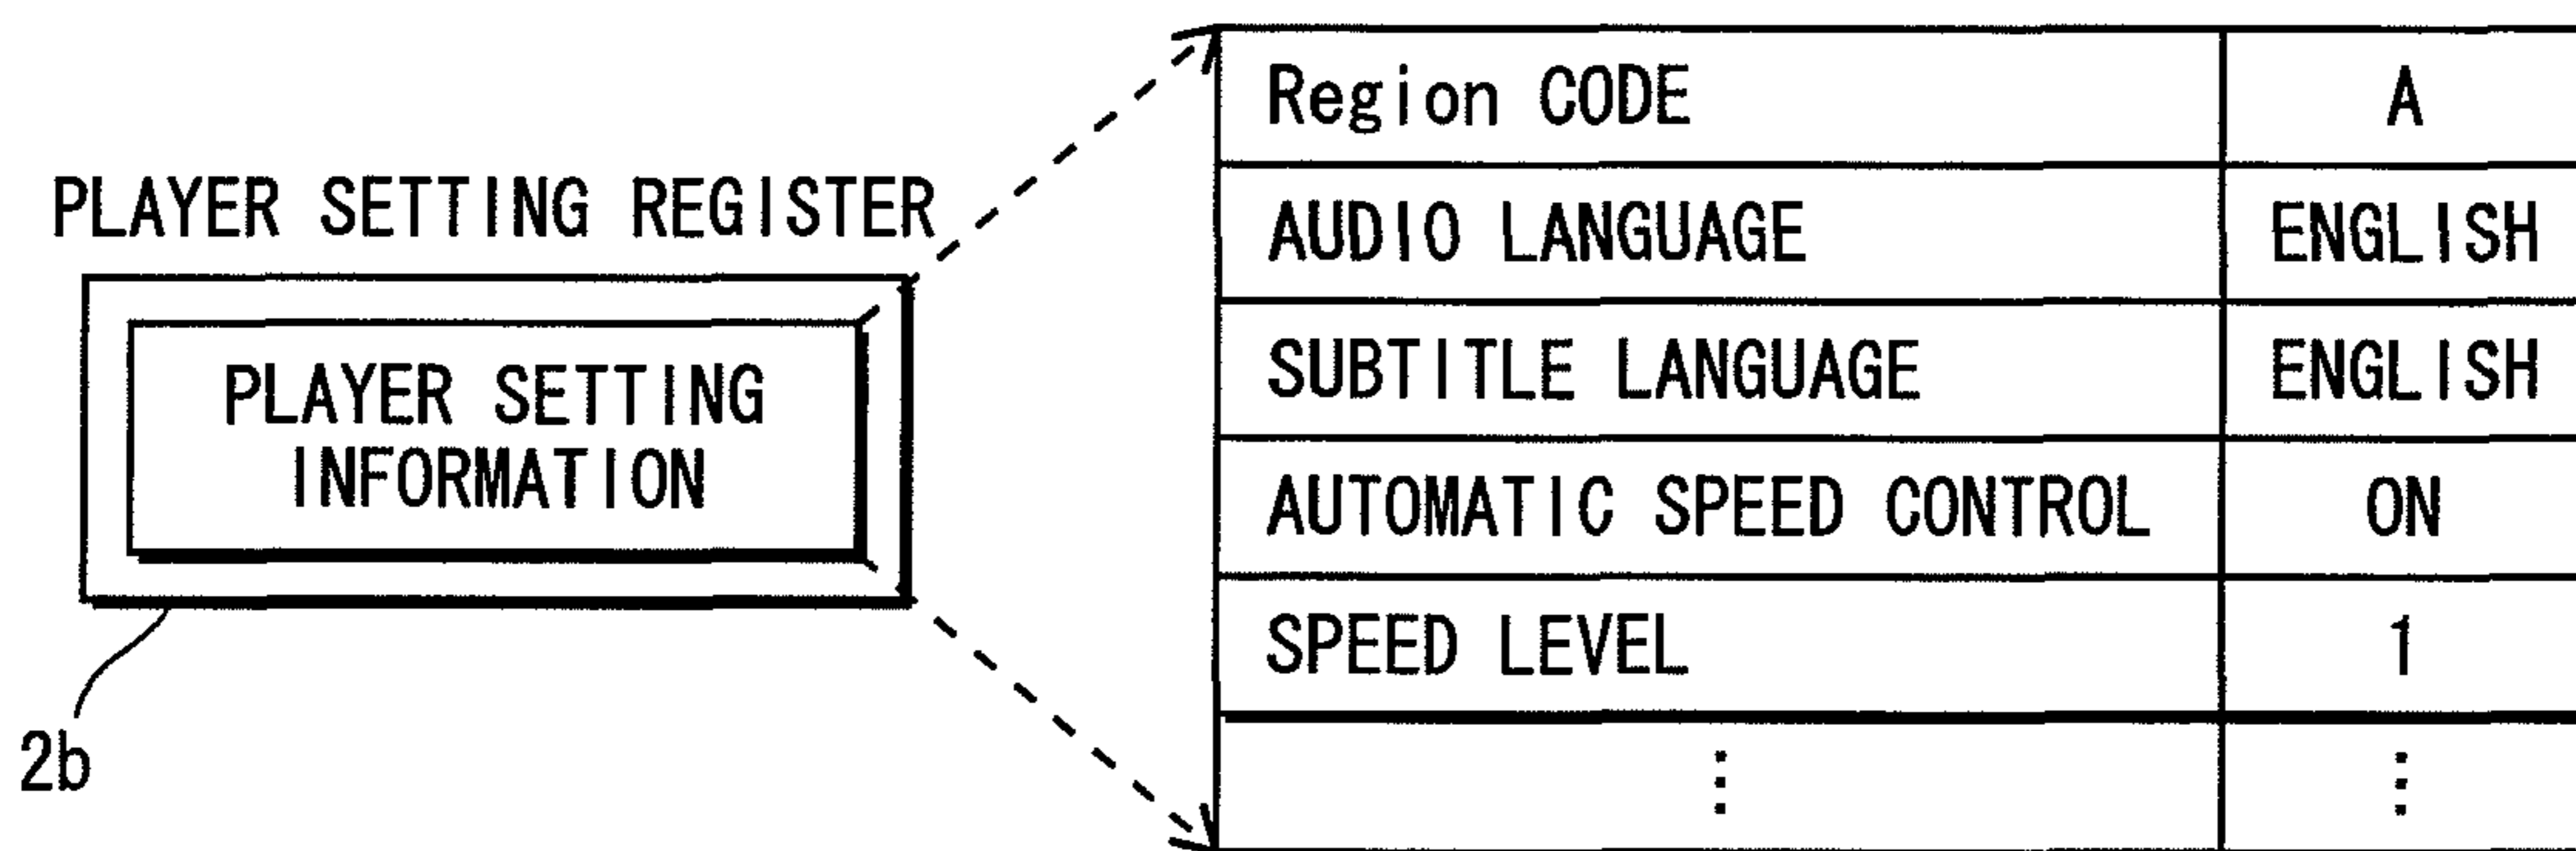 PLAYER SETTING REGISTER
PLAYER SETTING
INFORMATION
2b
Region CODE A
AUDIO LANGUAGE ENGLISH
SUBTITLE LANGUAGE ENGLISH
AUTOMATIC SPEED CONTROL ON
SPEED LEVEL 1
⋮ ⋮